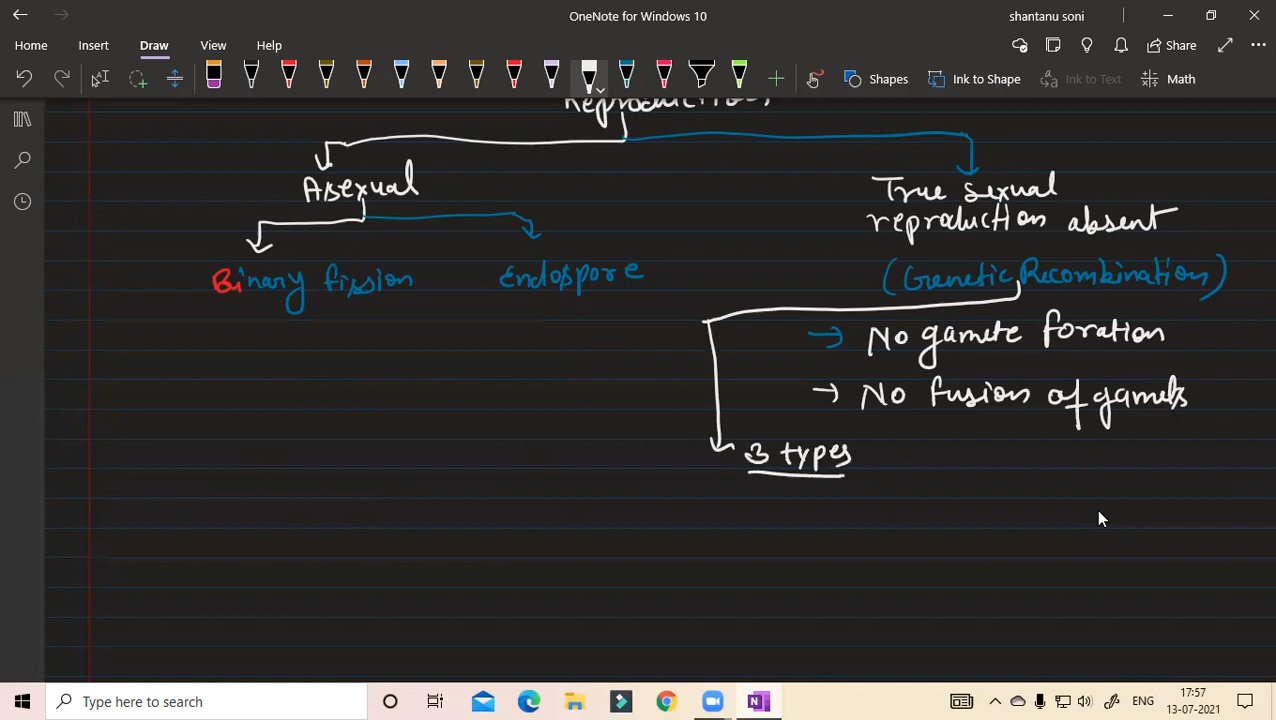 OneNote for Windows 10
shantanu soni
Home Insert Draw View Help
Share
Shapes
Ink to Shape
Ink to Text
Math
Reproduction
Asexual
True sexual
reproduction absent
Binary fission
Endospore
(Genetic Recombination)
→ No gamete foration
→ No fusion of gamets
3 types
Type here to search
ENG
17:57
13-07-2021